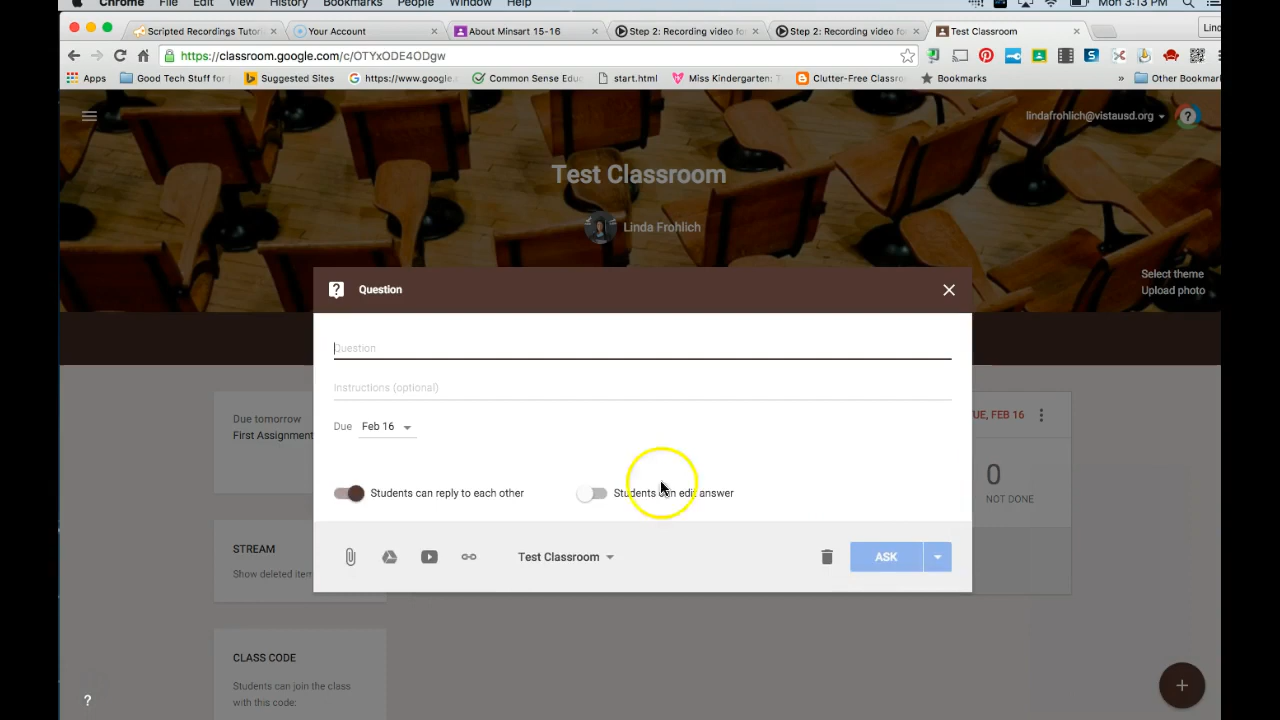 Chrome File Edit View History Bookmarks People Window Help Mon 3:13 PM
Scripted Recordings Tutori Your Account About Minsart 15-16 Step 2: Recording video fo Step 2: Recording video fo Test Classroom Lind
https://classroom.google.com/c/OTYxODE4ODgw
Apps Good Tech Stuff for Suggested Sites https://www.google. Common Sense Edu start.html Miss Kindergarten: Clutter-Free Classro Bookmarks » Other Bookmar
lindafrohlich@vistausd.org
Test Classroom
Linda Frohlich
Select theme
Upload photo
Question
Question
Instructions (optional)
Due Feb 16
Students can reply to each other Students can edit answer
Test Classroom ASK
Due tomorrow
First Assignment
UE, FEB 16
0
NOT DONE
STREAM
Show deleted item
CLASS CODE
Students can join the class
with this code: